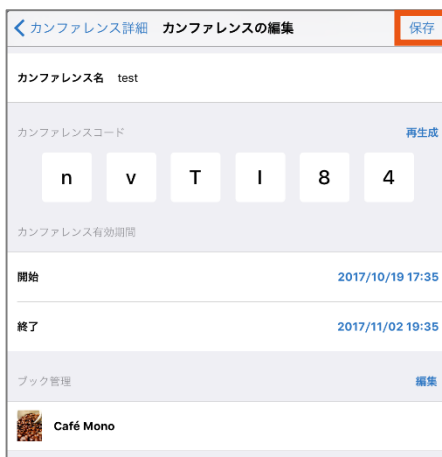 カンファレンス詳細 カンファレンスの編集 保存
カンファレンス名 test
カンファレンスコード 再生成
n v T I 8 4
カンファレンス有効期間
開始 2017/10/19 17:35
終了 2017/11/02 19:35
ブック管理 編集
Café Mono